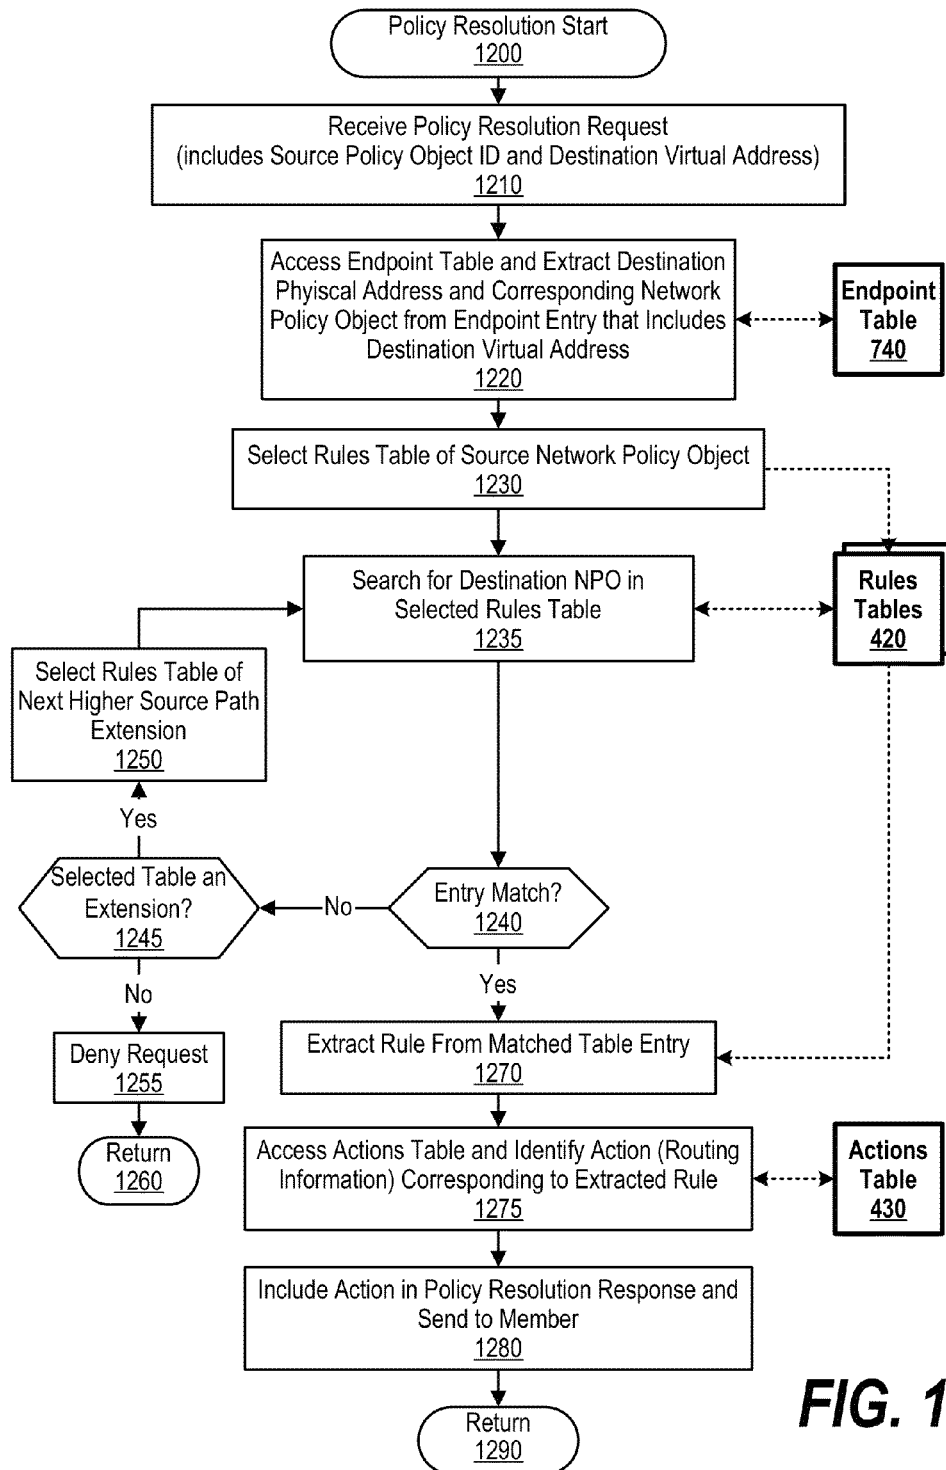 Policy Resolution Start
1200
Receive Policy Resolution Request
(includes Source Policy Object ID and Destination Virtual Address)
1210
Access Endpoint Table and Extract Destination
Phyiscal Address and Corresponding Network
Policy Object from Endpoint Entry that Includes
Destination Virtual Address
1220
Endpoint
Table
740
Select Rules Table of Source Network Policy Object
1230
Search for Destination NPO in
Selected Rules Table
1235
Rules
Tables
420
Select Rules Table of
Next Higher Source Path
Extension
1250
Yes
Selected Table an
Extension?
1245
No
Entry Match?
1240
No
Yes
Deny Request
1255
Return
1260
Extract Rule From Matched Table Entry
1270
Access Actions Table and Identify Action (Routing
Information) Corresponding to Extracted Rule
1275
Actions
Table
430
Include Action in Policy Resolution Response and
Send to Member
1280
Return
1290
FIG. 1